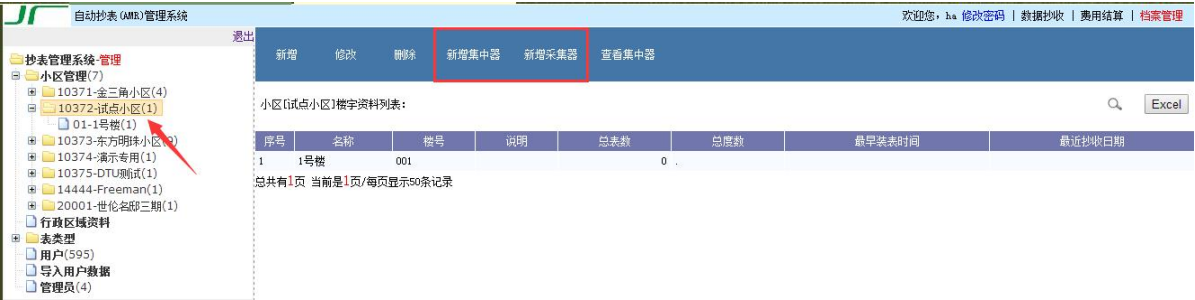 自动抄表(AMR)管理系统
欢迎您，ha 修改密码 | 数据抄收 | 费用结算 | 档案管理
退出
抄表管理系统-管理
小区管理(7)
10371-金三角小区(4)
10372-试点小区(1)
01-1号楼(1)
10373-东方明珠小区(9)
10374-演示专用(1)
10375-DTU测试(1)
14444-Freeman(1)
20001-世伦名邸三期(1)
行政区域资料
表类型
用户(595)
导入用户数据
管理员(4)
新增 修改 删除 新增集中器 新增采集器 查看集中器
小区[试点小区]楼宇资料列表:
Excel
序号 名称 楼号 说明 总表数 总度数 最早装表时间 最近抄收日期
1 1号楼 001 0 .
总共有1页 当前是1页/每页显示50条记录